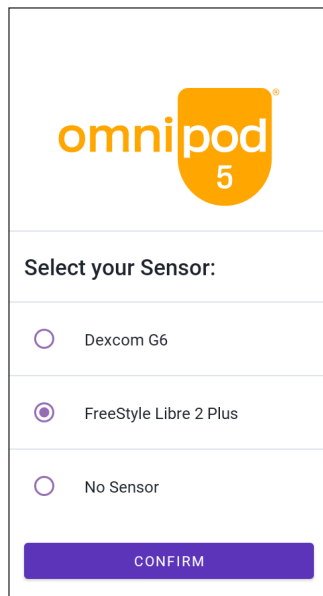 omnipod®
5
Select your Sensor:
Dexcom G6
FreeStyle Libre 2 Plus
No Sensor
CONFIRM